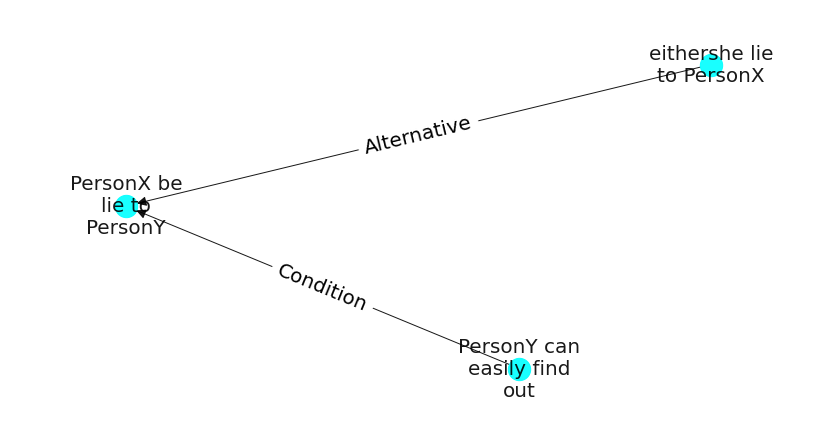 eithershe lie
to PersonX
Alternative
PersonX be
lie to
PersonY
Condition
PersonY can
easily find
out